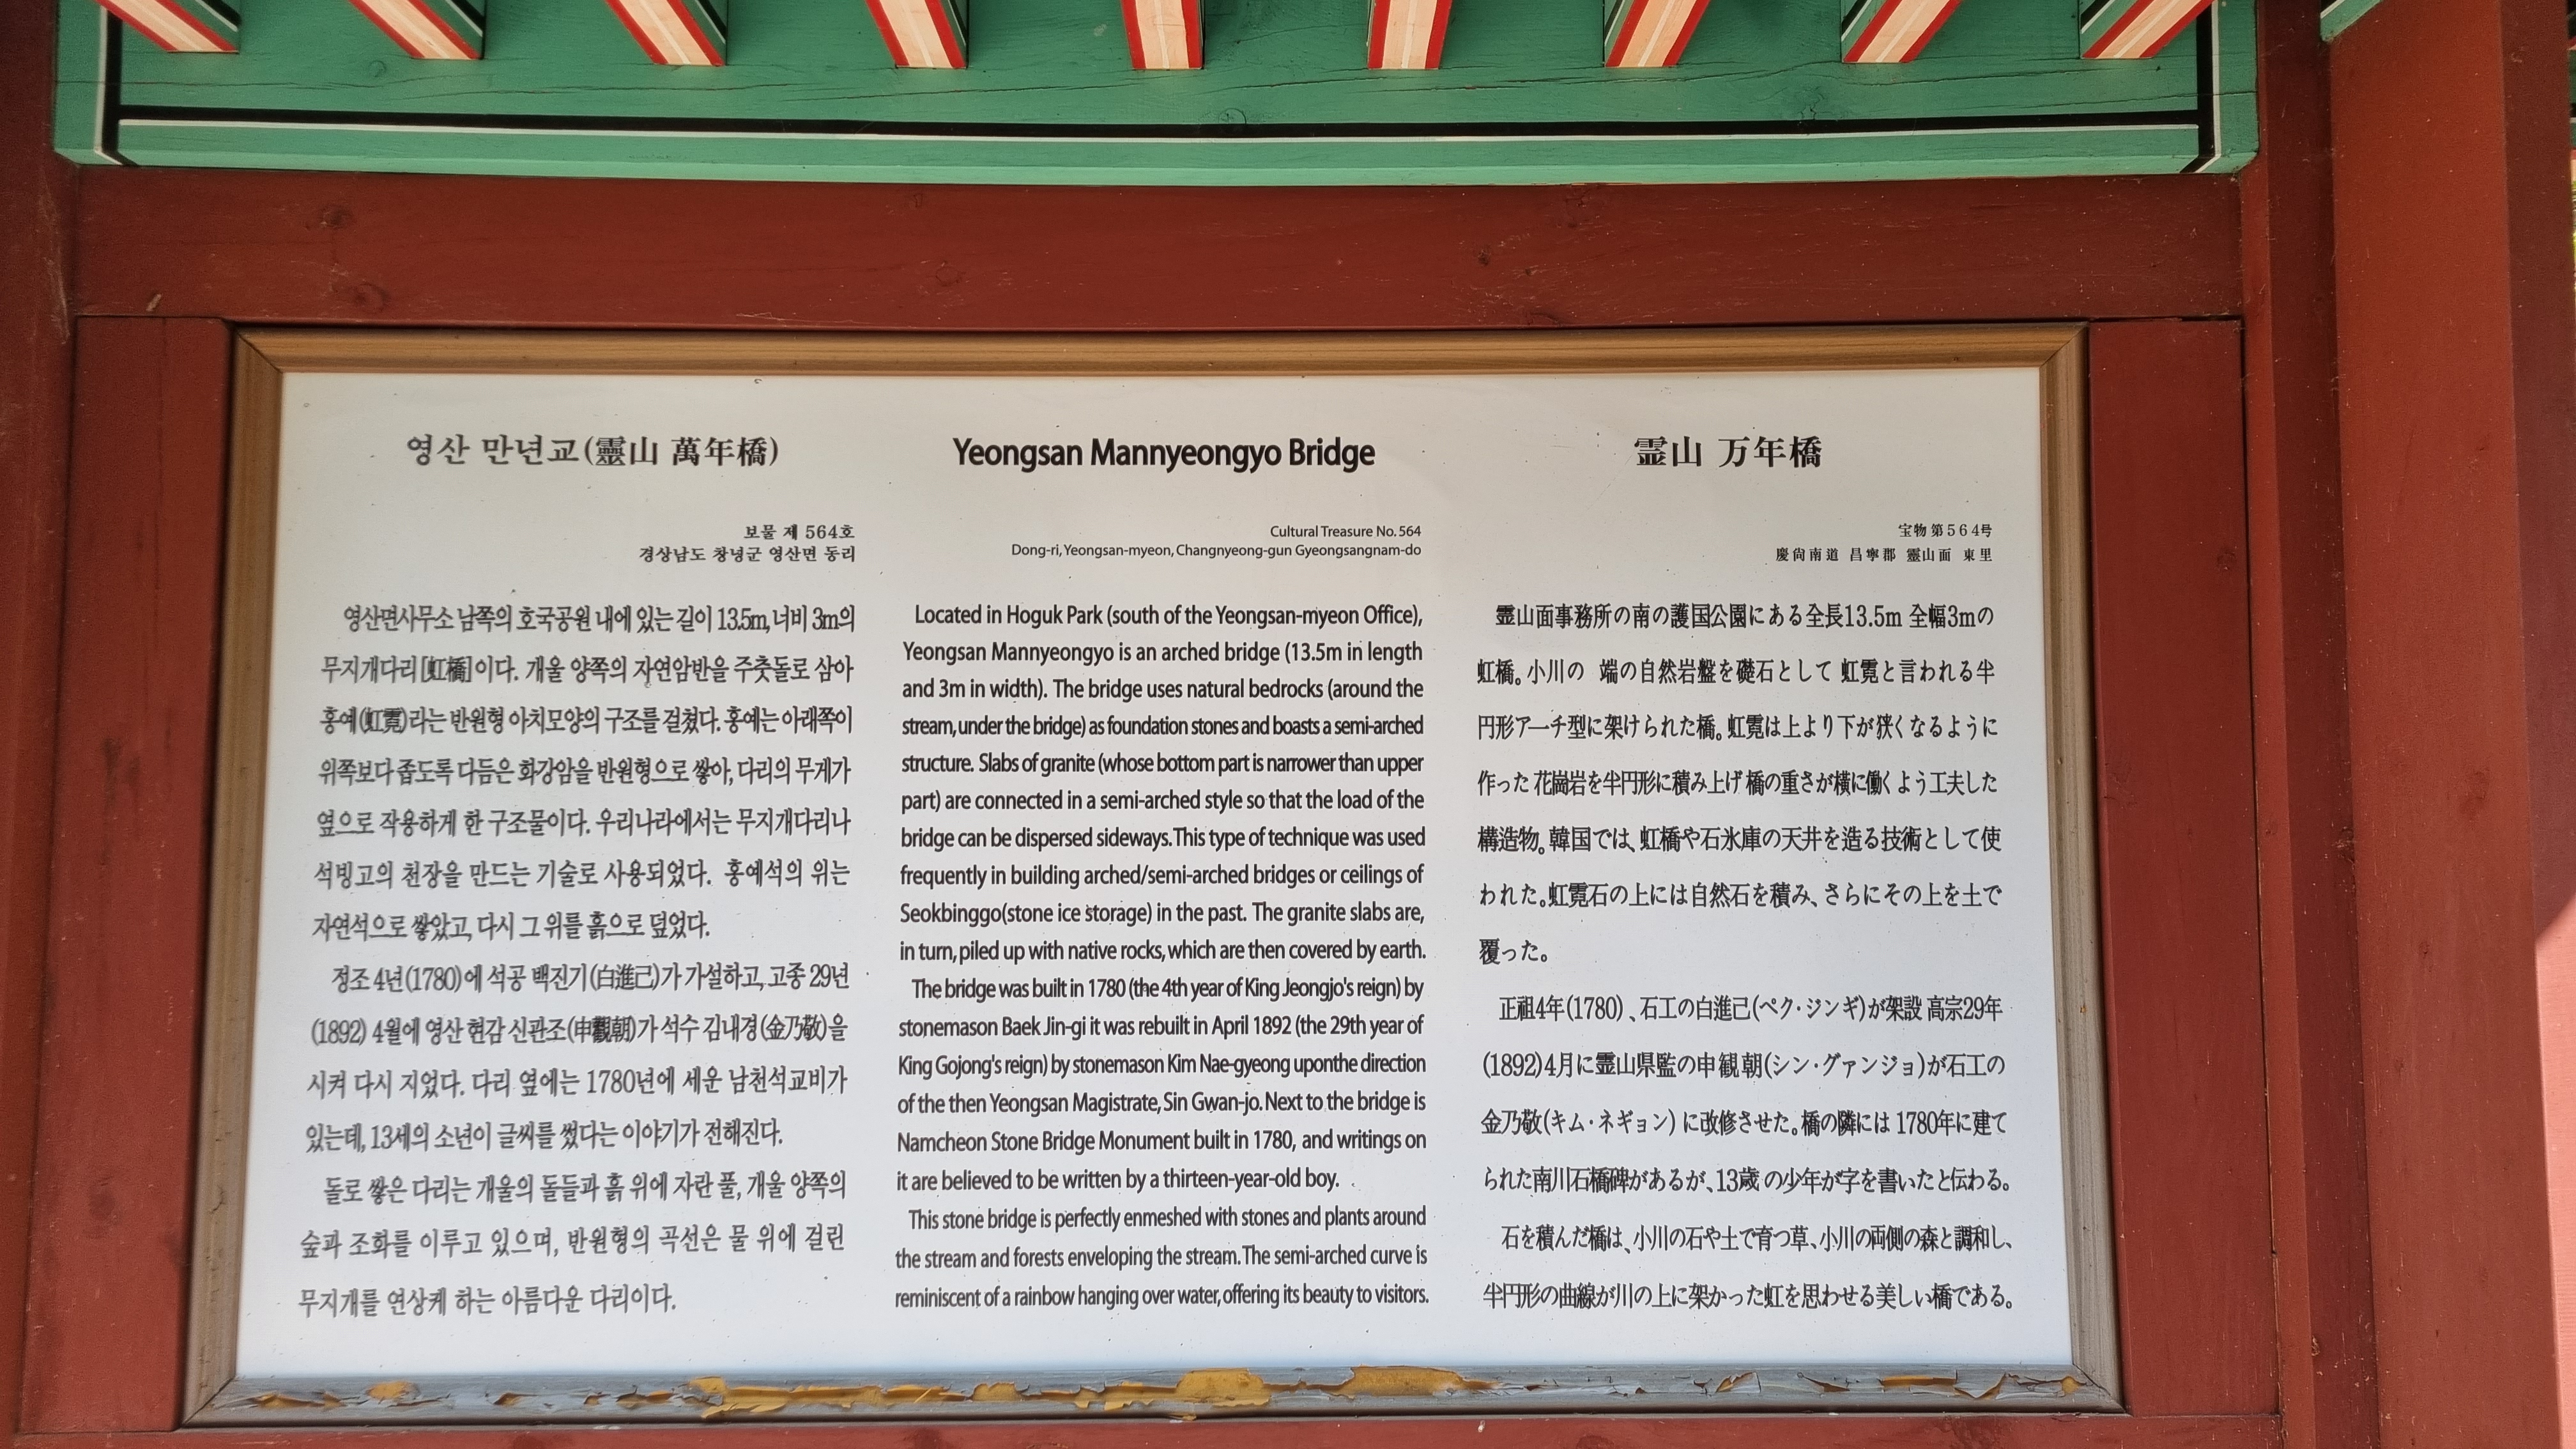 영산 만년교(靈山 萬年橋)
보물 제 564호
경상남도 창녕군 영산면 동리
영산면사무소 남쪽의 호국공원 내에 있는 길이 13.5m, 너비 3m의
무지개다리[虹橋]이다. 개울 양쪽의 자연암반을 주춧돌로 삼아
홍예(虹霓)라는 반원형 아치모양의 구조를 걸쳤다. 홍예는 아래쪽이
위쪽보다 좁도록 다듬은 화강암을 반원형으로 쌓아, 다리의 무게가
옆으로 작용하게 한 구조물이다. 우리나라에서는 무지개다리나
석빙고의 천장을 만드는 기술로 사용되었다. 홍예석의 위는
자연석으로 쌓았고, 다시 그 위를 흙으로 덮었다.
정조 4년(1780)에 석공 백진기(白進己)가 가설하고, 고종 29년
(1892) 4월에 영산 현감 신관조(申觀朝)가 석수 김내경(金乃敬)을
시켜 다시 지었다. 다리 옆에는 1780년에 세운 남천석교비가
있는데, 13세의 소년이 글씨를 썼다는 이야기가 전해진다.
돌로 쌓은 다리는 개울의 돌들과 흙 위에 자란 풀, 개울 양쪽의
숲과 조화를 이루고 있으며, 반원형의 곡선은 물 위에 걸린
무지개를 연상케 하는 아름다운 다리이다.
Yeongsan Mannyeongyo Bridge
Cultural Treasure No. 564
Dong-ri, Yeongsan-myeon, Changnyeong-gun Gyeongsangnam-do
Located in Hoguk Park (south of the Yeongsan-myeon Office),
Yeongsan Mannyeongyo is an arched bridge (13.5m in length
and 3m in width). The bridge uses natural bedrocks (around the
stream, under the bridge) as foundation stones and boasts a semi-arched
structure. Slabs of granite (whose bottom part is narrower than upper
part) are connected in a semi-arched style so that the load of the
bridge can be dispersed sideways. This type of technique was used
frequently in building arched/semi-arched bridges or ceilings of
Seokbinggo(stone ice storage) in the past. The granite slabs are,
in turn, piled up with native rocks, which are then covered by earth.
The bridge was built in 1780 (the 4th year of King Jeongjo's reign) by
stonemason Baek Jin-gi it was rebuilt in April 1892 (the 29th year of
King Gojong's reign) by stonemason Kim Nae-gyeong uponthe direction
of the then Yeongsan Magistrate, Sin Gwan-jo. Next to the bridge is
Namcheon Stone Bridge Monument built in 1780, and writings on
it are believed to be written by a thirteen-year-old boy.
This stone bridge is perfectly enmeshed with stones and plants around
the stream and forests enveloping the stream. The semi-arched curve is
reminiscent of a rainbow hanging over water, offering its beauty to visitors.
霊山 万年橋
宝物 第564号
慶尙南道 昌寧郡 靈山面 東里
霊山面事務所の南の護国公園にある全長13.5m 全幅3mの
虹橋。小川の 端の自然岩盤を礎石として 虹霓と言われる半
円形アーチ型に架けられた橋。虹霓は上より下が狭くなるように
作った 花崗岩を半円形に積み上げ 橋の重さが横に働くよう工夫した
構造物。韓国では、虹橋や石氷庫の天井を造る技術として使
われた。虹霓石の上には自然石を積み、さらにその上を土で
覆った。
正祖4年(1780)、石工の白進己(ペク・ジンギ)が架設 高宗29年
(1892)4月に霊山県監の申観朝(シン・グァンジョ)が石工の
金乃敬(キム・ネギョン) に改修させた。橋の隣には 1780年に建て
られた南川石橋碑があるが、13歳 の少年が字を書いたと伝わる。
石を積んだ橋は、小川の石や土で育つ草、小川の両側の森と調和し、
半円形の曲線が川の上に架かった虹を思わせる美しい橋である。